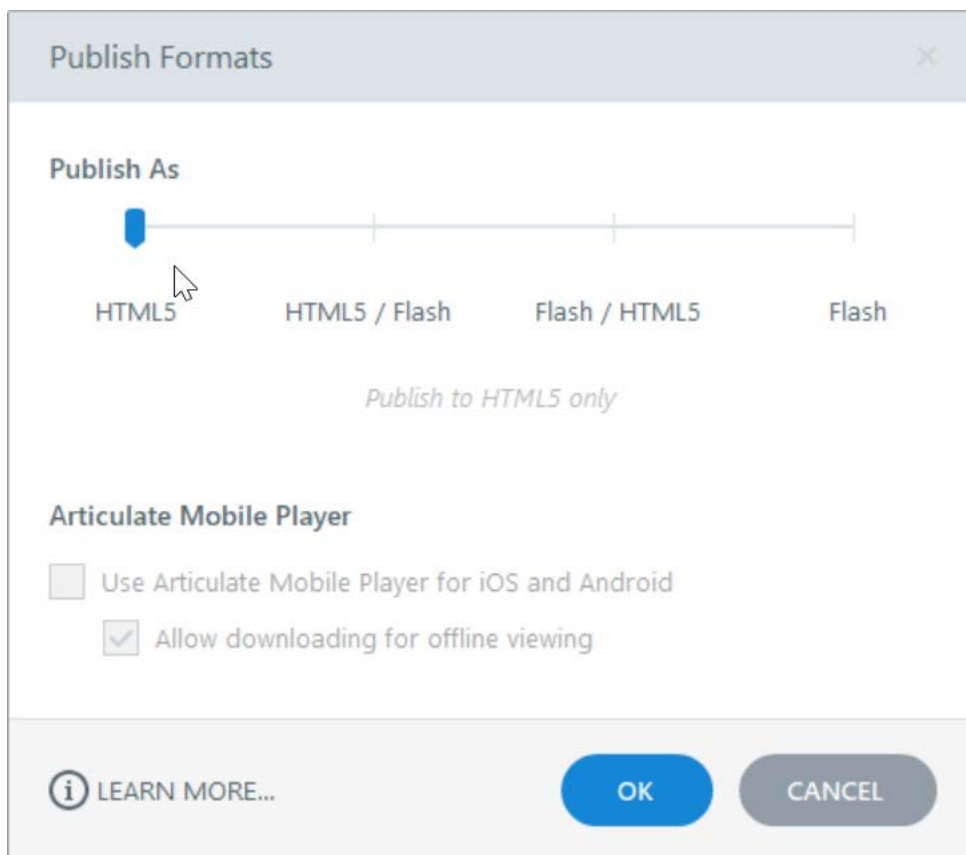 Publish Formats
Publish As
HTML5 HTML5 / Flash Flash / HTML5 Flash
Publish to HTML5 only
Articulate Mobile Player
Use Articulate Mobile Player for iOS and Android
Allow downloading for offline viewing
LEARN MORE... OK CANCEL